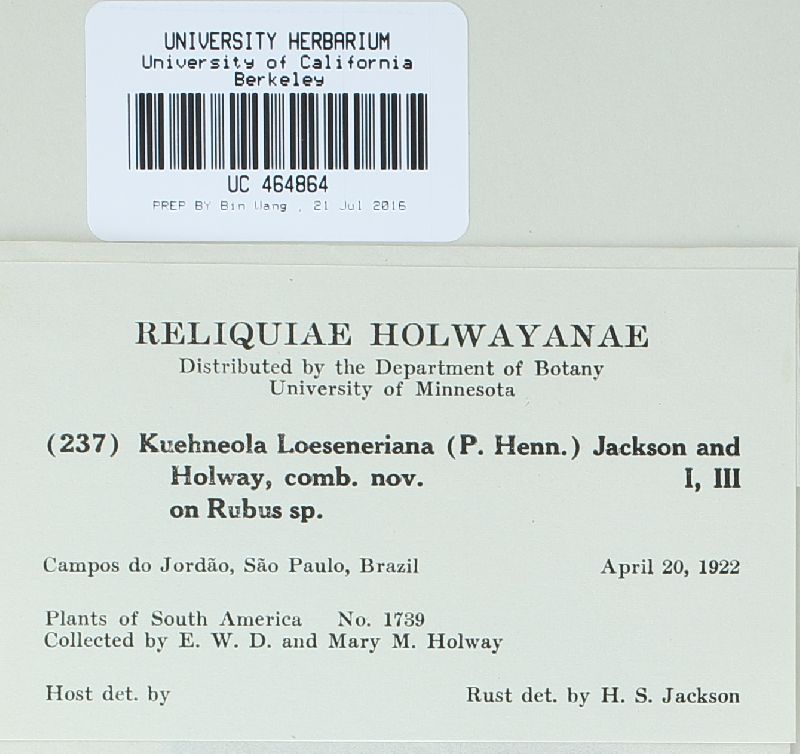 UNIVERSITY HERBARIUM
University of California
Berkeley
UC 464864
PREP BY Bin Wang , 21 Jul 2016
RELIQUIAE HOLWAYANAE
Distributed by the Department of Botany
University of Minnesota
(237) Kuehneola Loeseneriana (P. Henn.) Jackson and
Holway, comb. nov. I, III
on Rubus sp.
Campos do Jordão, São Paulo, Brazil April 20, 1922
Plants of South America No. 1739
Collected by E. W. D. and Mary M. Holway
Host det. by Rust det. by H. S. Jackson